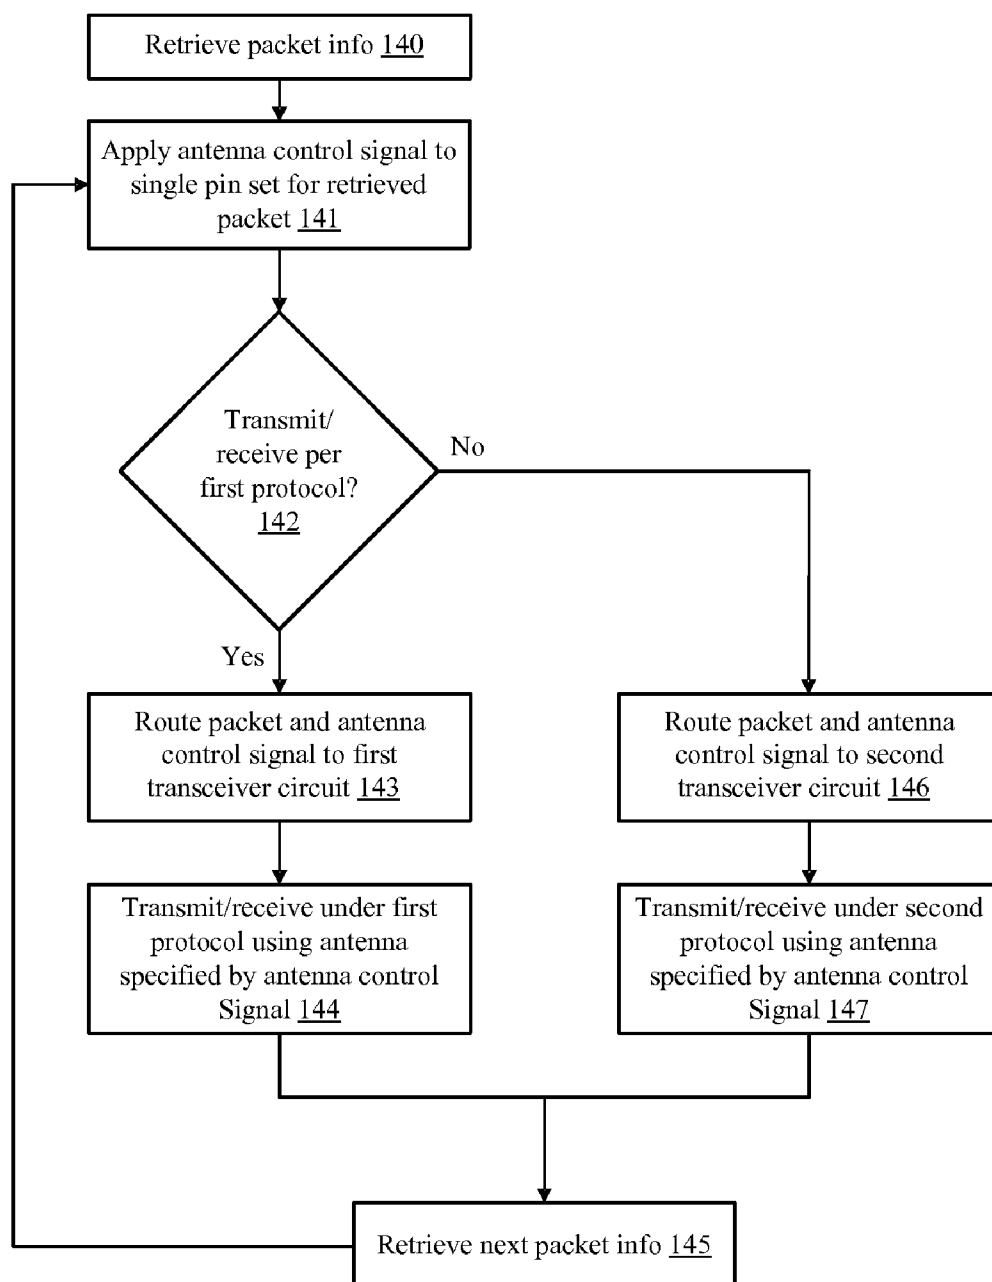 Retrieve packet info 140
Apply antenna control signal to
single pin set for retrieved
packet 141
Transmit/
receive per
first protocol?
142
No
Yes
Route packet and antenna
control signal to first
transceiver circuit 143
Route packet and antenna
control signal to second
transceiver circuit 146
Transmit/receive under first
protocol using antenna
specified by antenna control
Signal 144
Transmit/receive under second
protocol using antenna
specified by antenna control
Signal 147
Retrieve next packet info 145